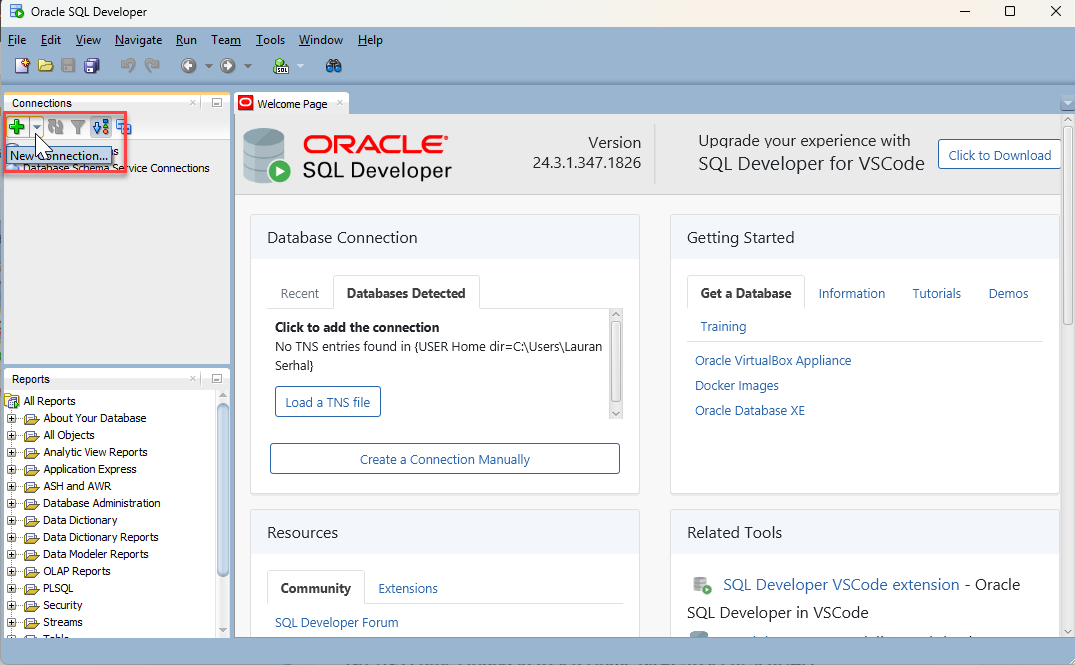 Oracle SQL Developer
File Edit View Navigate Run Team Tools Window Help
SQL
Connections
New Connection...
Database Schema Service Connections
Reports
All Reports
About Your Database
All Objects
Analytic View Reports
Application Express
ASH and AWR
Database Administration
Data Dictionary
Data Dictionary Reports
Data Modeler Reports
OLAP Reports
PLSQL
Security
Streams
Table
Welcome Page
ORACLE
SQL Developer
Version
24.3.1.347.1826
Upgrade your experience with
SQL Developer for VSCode
Click to Download
Database Connection
Recent Databases Detected
Click to add the connection
No TNS entries found in {USER Home dir=C:\Users\Lauran
Serhal}
Load a TNS file
Create a Connection Manually
Getting Started
Get a Database Information Tutorials Demos
Training
Oracle VirtualBox Appliance
Docker Images
Oracle Database XE
Resources
Community Extensions
SQL Developer Forum
Related Tools
SQL Developer VSCode extension - Oracle
SQL Developer in VSCode